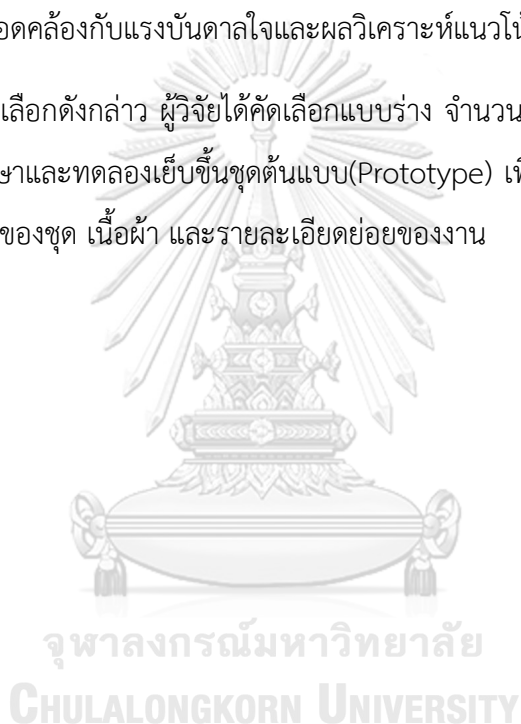 อดคล้องกับแรงบันดาลใจและผลวิเคราะห์แนวโน้
เลือกดังกล่าว ผู้วิจัยได้คัดเลือกแบบร่าง จำนวน
ษาและทดลองเย็บขึ้นชุดต้นแบบ(Prototype) เพื
ของชุด เนื้อผ้า และรายละเอียดย่อยของงาน
จุฬาลงกรณ์มหาวิทยาลัย
CHULALONGKORN UNIVERSITY